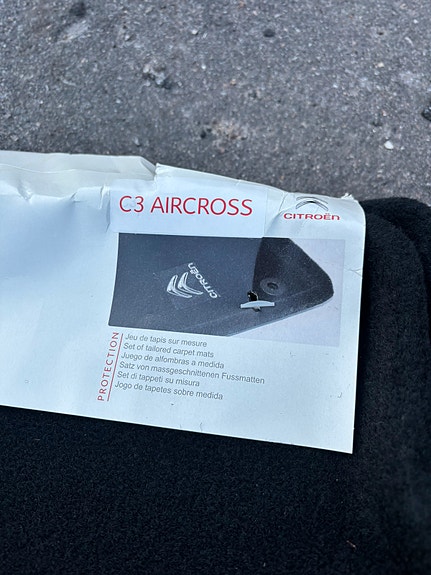 C3 AIRCROSS
CITROËN
CITROËN
PROTECTION
Jeu de tapis sur mesure
Set of tailored carpet mats
Juego de alfombras a medida
Satz von massgeschnittenen Fussmatten
Set di tappeti su misura
Jogo de tapetes sobre medida